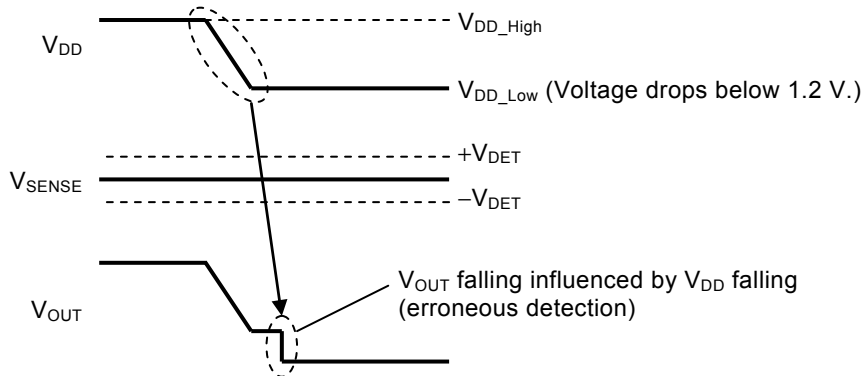 V_DD_High
V_DD
V_DD_Low (Voltage drops below 1.2 V.)
+V_DET
V_SENSE
−V_DET
V_OUT falling influenced by V_DD falling
(erroneous detection)
V_OUT